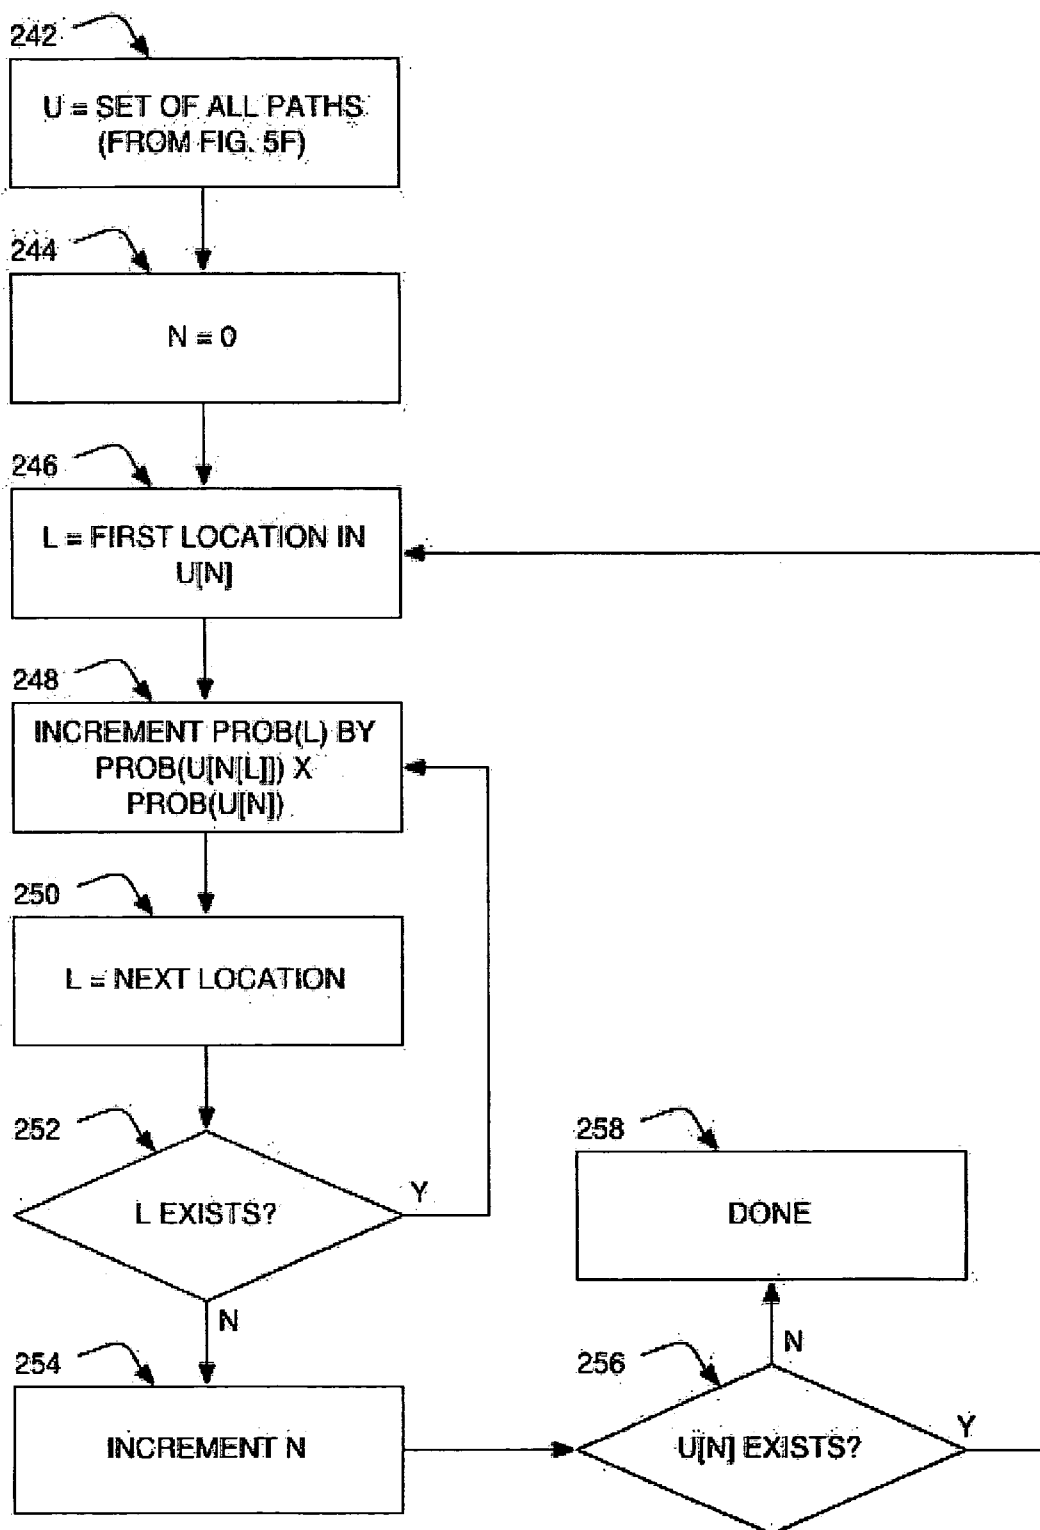 242
U = SET OF ALL PATHS
(FROM FIG. 5F)
244
N = 0
246
L = FIRST LOCATION IN
U[N]
248
INCREMENT PROB(L) BY
PROB(U[N[L]]) X
PROB(U[N])
250
L = NEXT LOCATION
252
L EXISTS?
Y
N
254
INCREMENT N
258
DONE
N
256
U[N] EXISTS?
Y